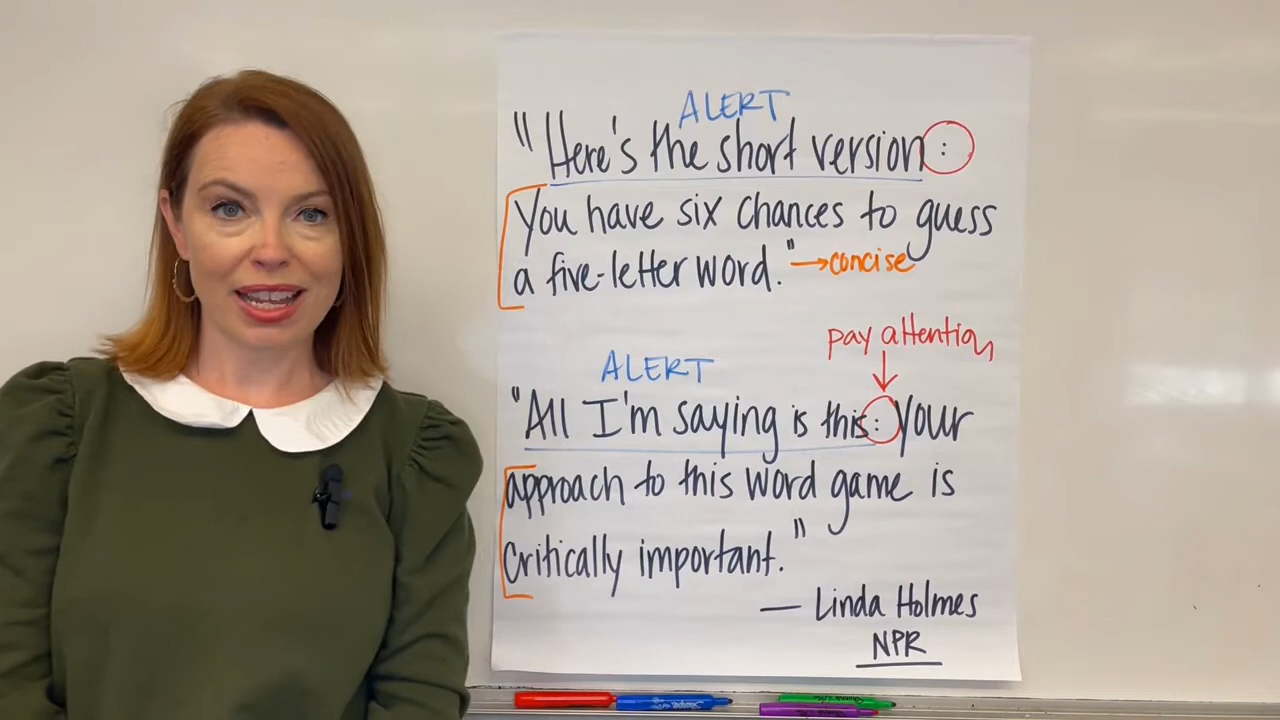 ALERT
"Here's the short version:
You have six chances to guess
a five-letter word." →concise
pay attention
ALERT
"All I'm saying is this: Your
approach to this word game is
critically important."
— Linda Holmes
NPR
Sharpie